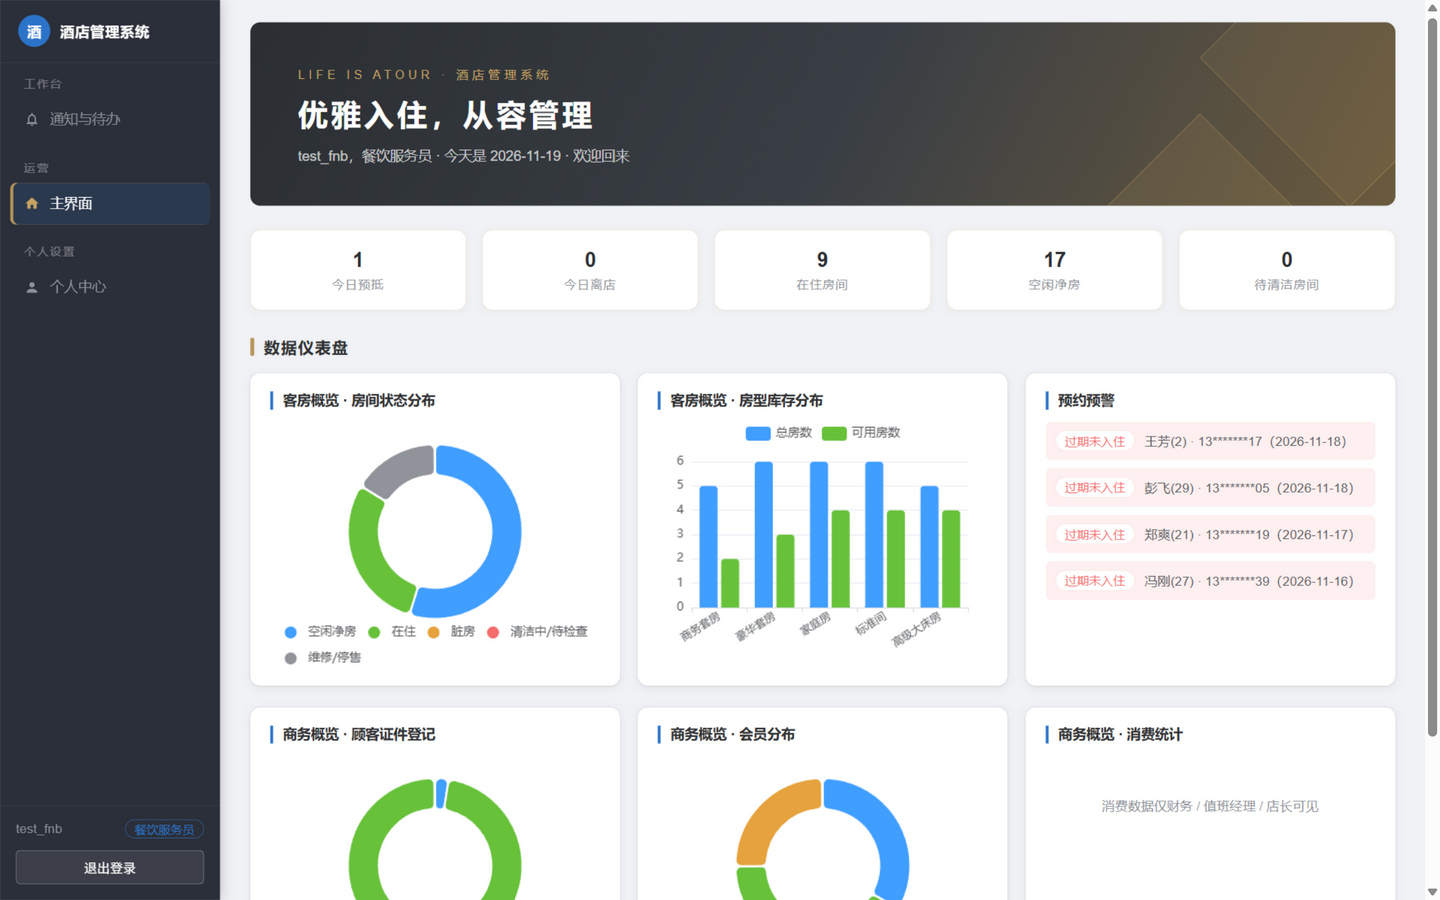 酒 酒店管理系统
工作台
通知与待办
运营
主界面
个人设置
个人中心
test_fnb 餐饮服务员
退出登录
LIFE IS ATOUR · 酒店管理系统
优雅入住，从容管理
test_fnb，餐饮服务员 · 今天是 2026-11-19 · 欢迎回来
1
今日预抵
0
今日离店
9
在住房间
17
空闲净房
0
待清洁房间
数据仪表盘
客房概览 · 房间状态分布
空闲净房 在住 脏房 清洁中/待检查
维修/停售
客房概览 · 房型库存分布
总房数 可用房数
6
5
4
3
2
1
0
商务套房 豪华套房 家庭房 标准间 高级大床房
预约预警
过期未入住 王芳(2) · 13*******17（2026-11-18）
过期未入住 彭飞(29) · 13*******05（2026-11-18）
过期未入住 郑爽(21) · 13*******19（2026-11-17）
过期未入住 冯刚(27) · 13*******39（2026-11-16）
商务概览 · 顾客证件登记
商务概览 · 会员分布
商务概览 · 消费统计
消费数据仅财务 / 值班经理 / 店长可见